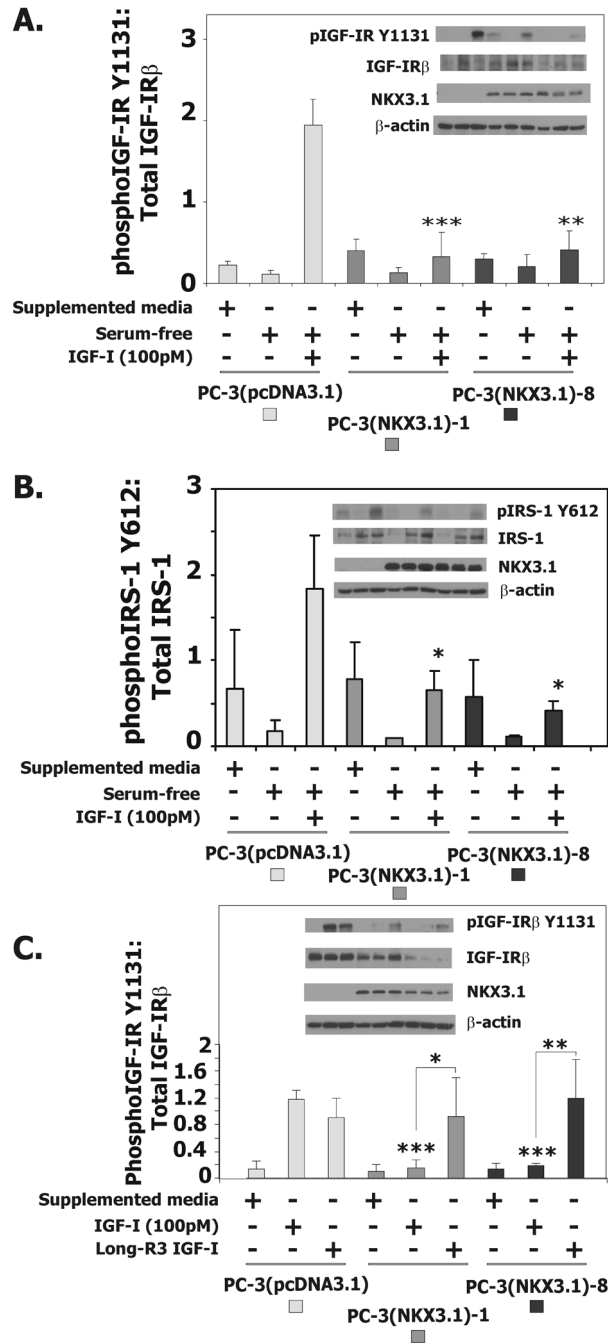 A.
phosphoIGF-IR Y1131:
Total IGF-IRβ
3
2
1
0
pIGF-IR Y1131
IGF-IRβ
NKX3.1
β-actin
*** **
Supplemented media + - - + - - + - -
Serum-free - + + - + + - + +
IGF-I (100pM) - - + - - + - - +
PC-3(pcDNA3.1) PC-3(NKX3.1)-8
PC-3(NKX3.1)-1
B.
phosphoIRS-1 Y612:
Total IRS-1
3
2
1
0
pIRS-1 Y612
IRS-1
NKX3.1
β-actin
* *
Supplemented media + - - + - - + - -
Serum-free - + + - + + - + +
IGF-I (100pM) - - + - - + - - +
PC-3(pcDNA3.1) PC-3(NKX3.1)-8
PC-3(NKX3.1)-1
C.
PhosphoIGF-IR Y1131:
Total IGF-IRβ
pIGF-IRβ Y1131
IGF-IRβ
NKX3.1
β-actin
2
1.6
1.2
0.8
0.4
0
* **
*** ***
Supplemented media + - - + - - + - -
IGF-I (100pM) - + - - + - - + -
Long-R3 IGF-I - - + - - + - - +
PC-3(pcDNA3.1) PC-3(NKX3.1)-8
PC-3(NKX3.1)-1